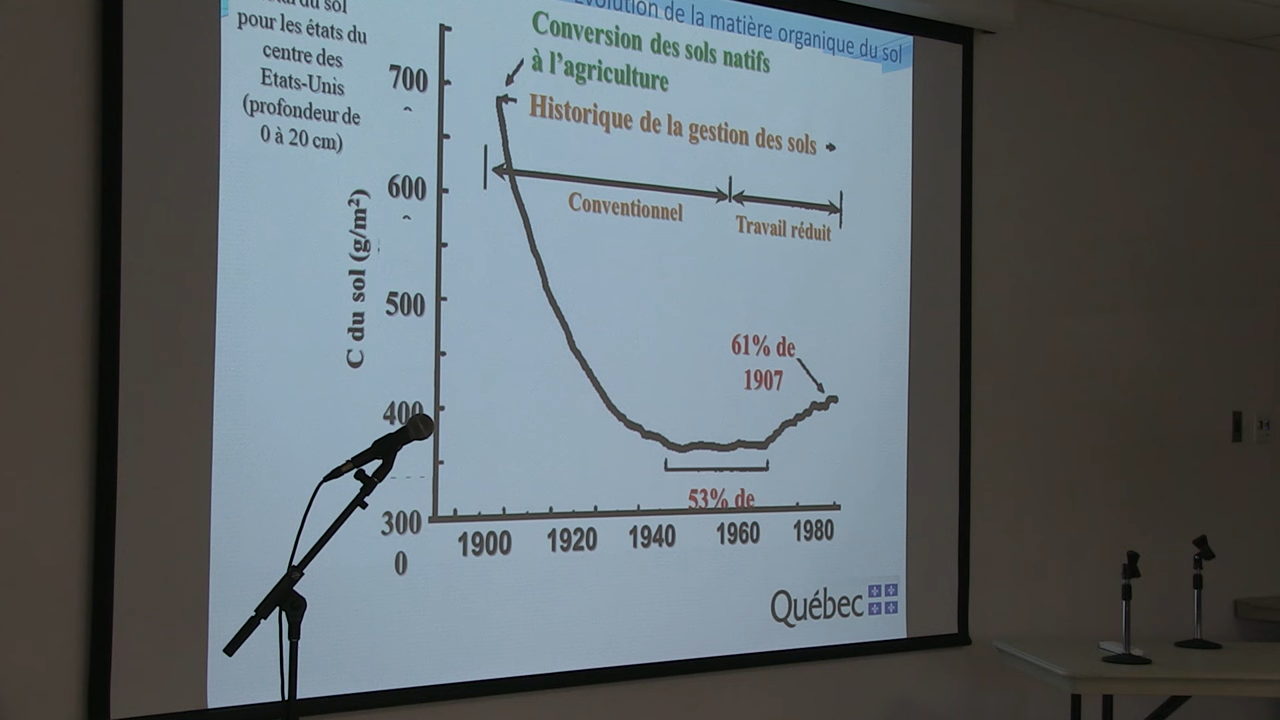 du sol
pour les états du
centre des
Etats-Unis
(profondeur de
0 à 20 cm)
Évolution de la matière organique du sol
Conversion des sols natifs
à l'agriculture
Historique de la gestion des sols
Conventionnel
Travail réduit
C du sol (g/m²)
700
600
500
400
300
0
61% de
1907
53% de
1900 1920 1940 1960 1980
Québec